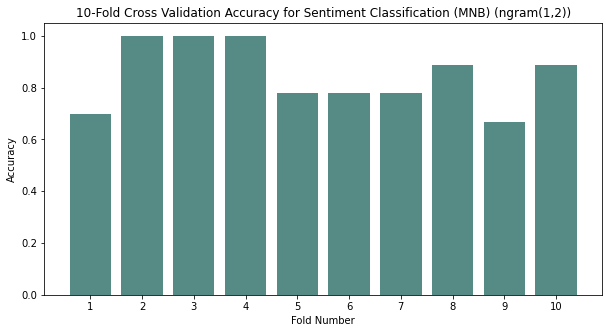 10-Fold Cross Validation Accuracy for Sentiment Classification (MNB) (ngram(1,2))
1.0
0.8
0.6
0.4
0.2
0.0
Accuracy
1 2 3 4 5 6 7 8 9 10
Fold Number